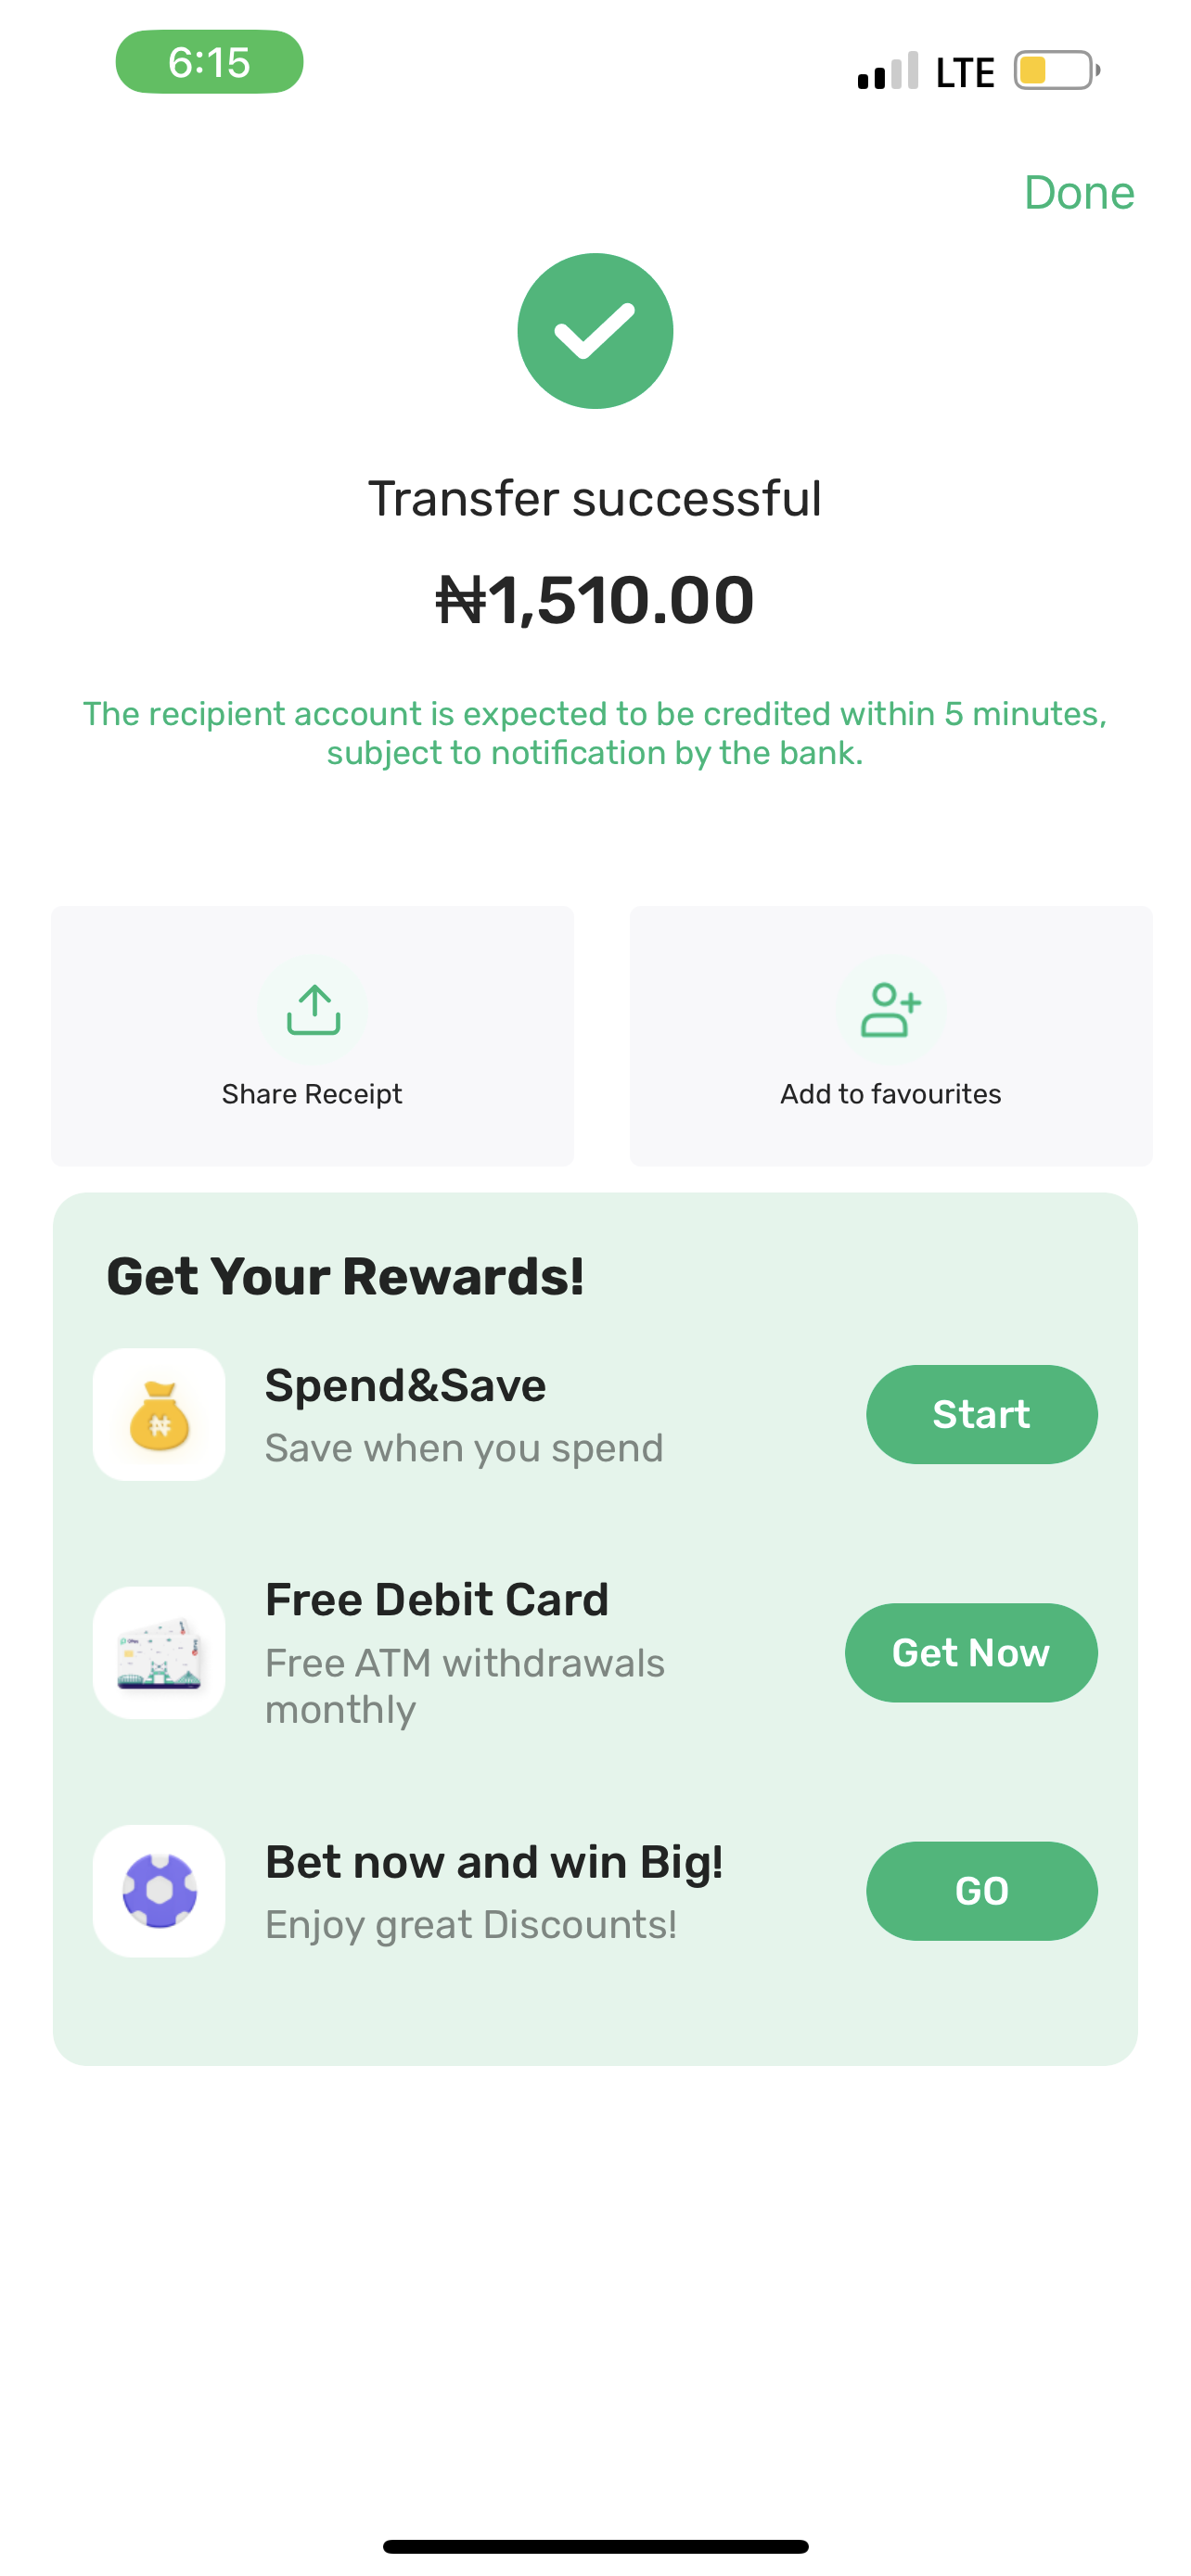 6:15
LTE
Done
Transfer successful
₦1,510.00
The recipient account is expected to be credited within 5 minutes,
subject to notification by the bank.
Share Receipt
Add to favourites
Get Your Rewards!
Spend&Save
Save when you spend
Start
Free Debit Card
Free ATM withdrawals
monthly
Get Now
Bet now and win Big!
Enjoy great Discounts!
GO